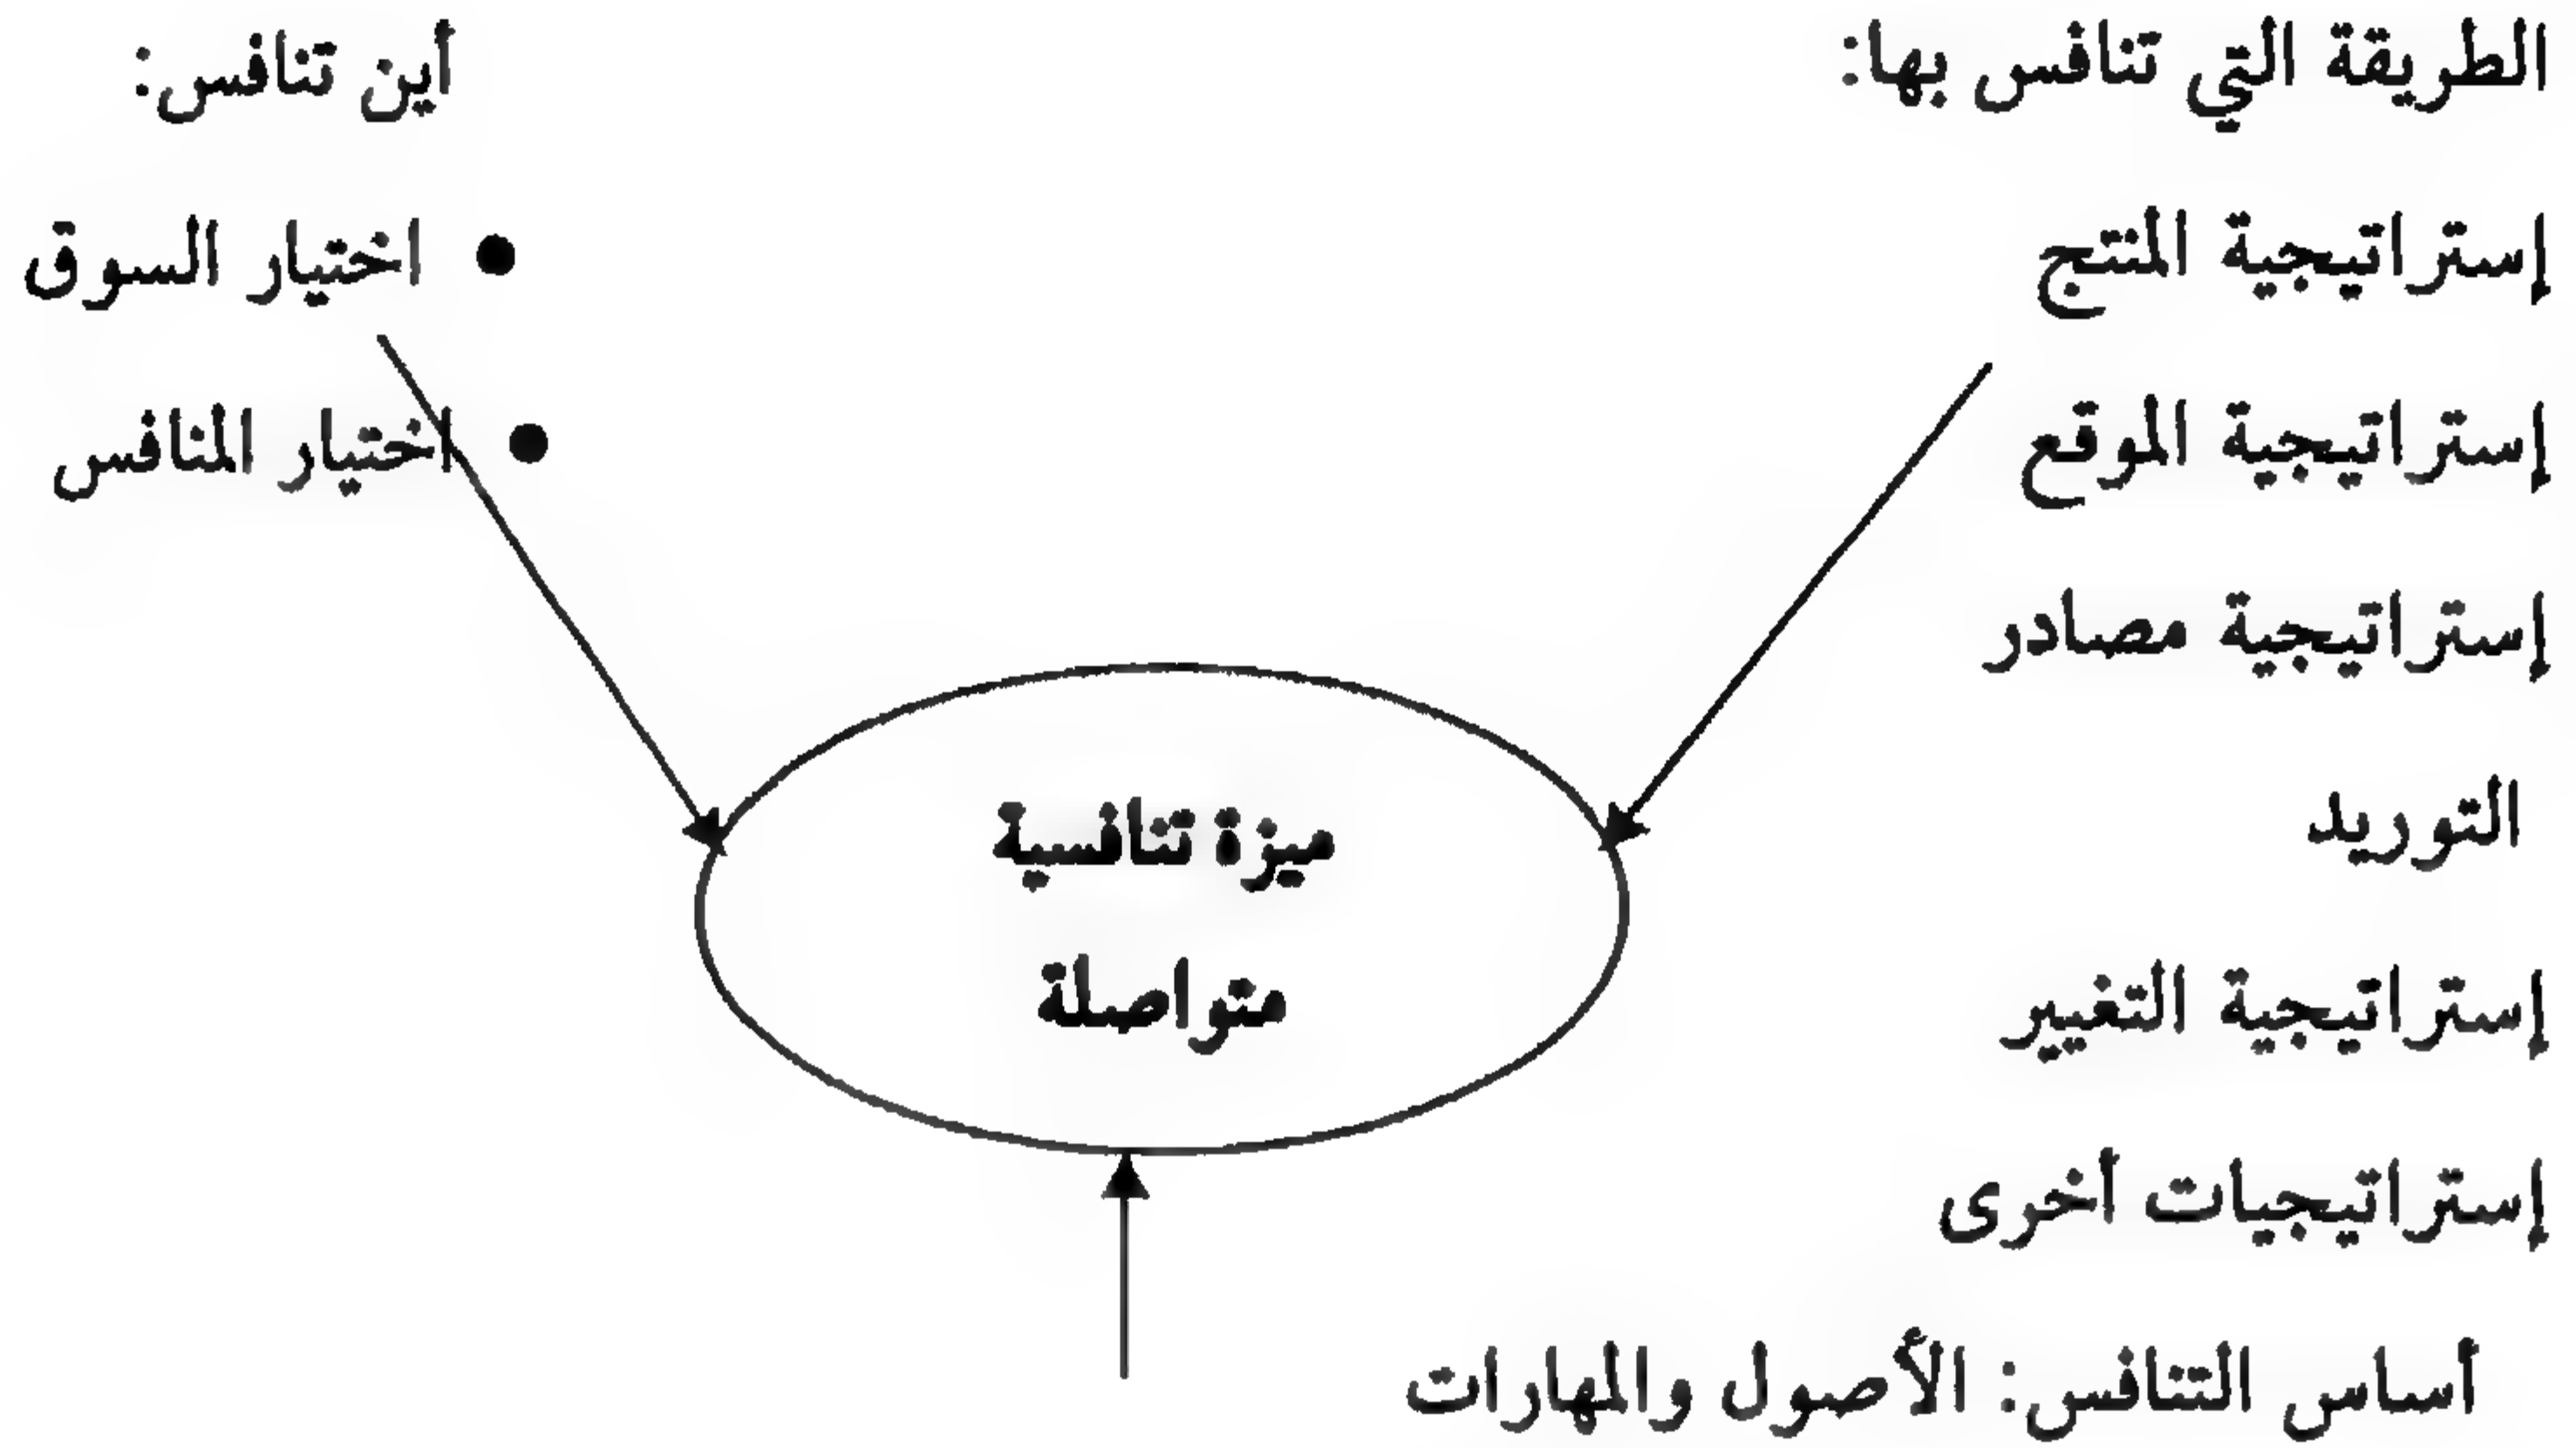 الطريقة التي تنافس بها:
إستراتيجية المنتج
إستراتيجية الموقع
إستراتيجية مصادر
التوريد
إستراتيجية التغيير
إستراتيجيات أخرى
أين تنافس:
● اختيار السوق
● اختيار المنافس
ميزة تنافسية
متواصلة
أساس التنافس: الأصول والمهارات